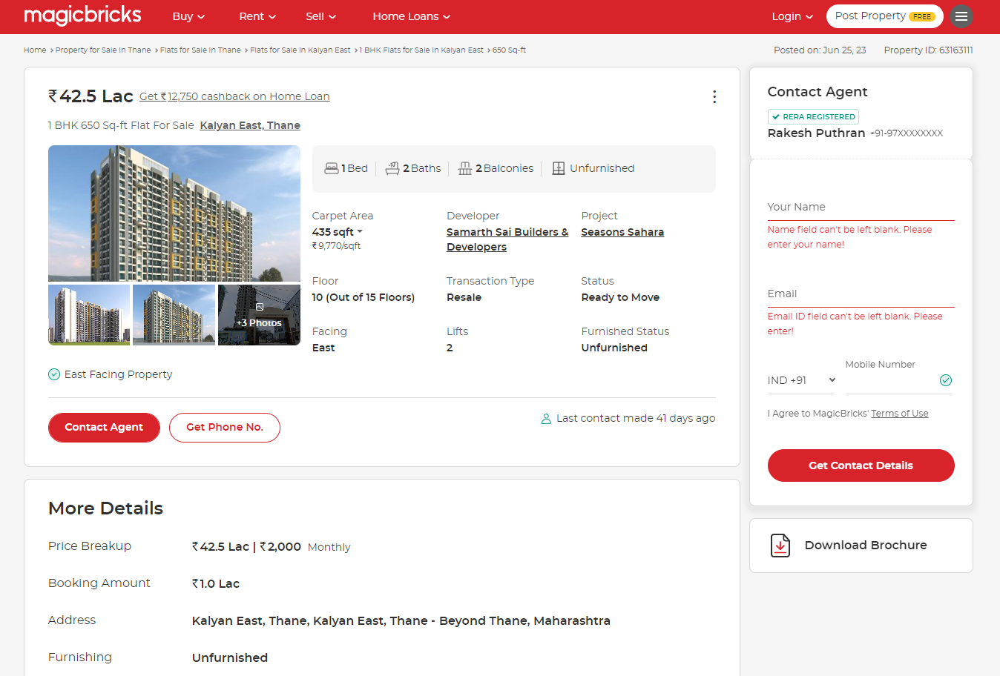 magicbricks
Buy
Rent
Sell
Home Loans
Login
Post Property FREE
Home > Property for Sale in Thane > Flats for Sale in Thane > Flats for Sale in Kalyan East > 1 BHK Flats for Sale in Kalyan East > 650 Sq-ft
Posted on: Jun 25, 23 Property ID: 63163111
₹42.5 Lac Get ₹12,750 cashback on Home Loan
1 BHK 650 Sq-ft Flat For Sale Kalyan East, Thane
+3 Photos
1 Bed
2 Baths
2 Balconies
Unfurnished
Carpet Area
435 sqft
₹9,770/sqft
Developer
Samarth Sai Builders &
Developers
Project
Seasons Sahara
Floor
10 (Out of 15 Floors)
Transaction Type
Resale
Status
Ready to Move
Facing
East
Lifts
2
Furnished Status
Unfurnished
East Facing Property
Contact Agent
Get Phone No.
Last contact made 41 days ago
More Details
Price Breakup ₹42.5 Lac | ₹2,000 Monthly
Booking Amount ₹1.0 Lac
Address Kalyan East, Thane, Kalyan East, Thane - Beyond Thane, Maharashtra
Furnishing Unfurnished
Contact Agent
RERA REGISTERED
Rakesh Puthran +91-97XXXXXXXX
Your Name
Name field can't be left blank. Please
enter your name!
Email
Email ID field can't be left blank. Please
enter!
Mobile Number
IND +91
I Agree to MagicBricks' Terms of Use
Get Contact Details
Download Brochure